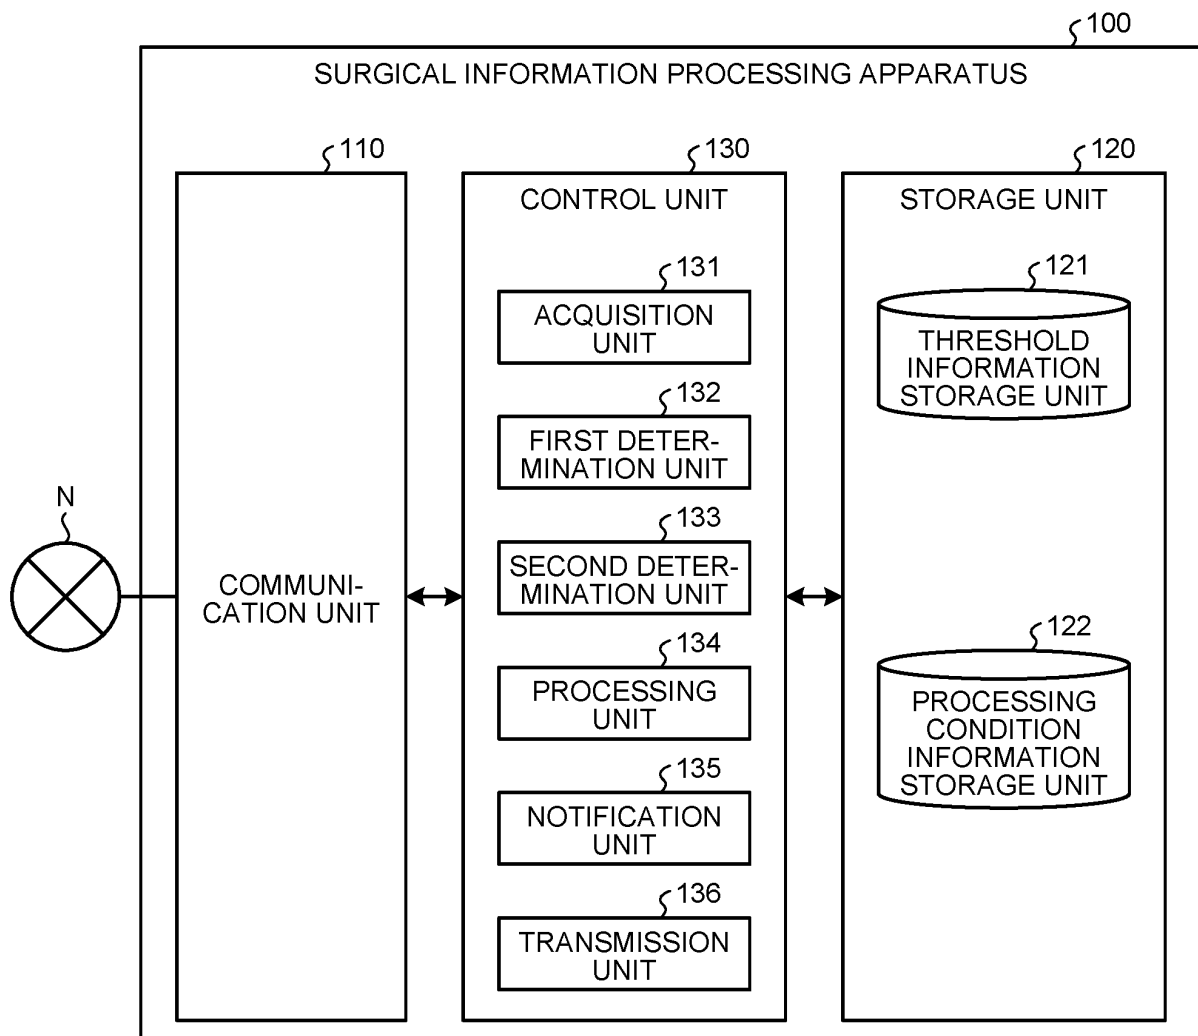 100
SURGICAL INFORMATION PROCESSING APPARATUS
110
130
120
CONTROL UNIT
STORAGE UNIT
131
ACQUISITION
UNIT
132
FIRST DETER-
MINATION UNIT
133
SECOND DETER-
MINATION UNIT
134
PROCESSING
UNIT
135
NOTIFICATION
UNIT
136
TRANSMISSION
UNIT
121
THRESHOLD
INFORMATION
STORAGE UNIT
122
PROCESSING
CONDITION
INFORMATION
STORAGE UNIT
N
COMMUNI-
CATION UNIT